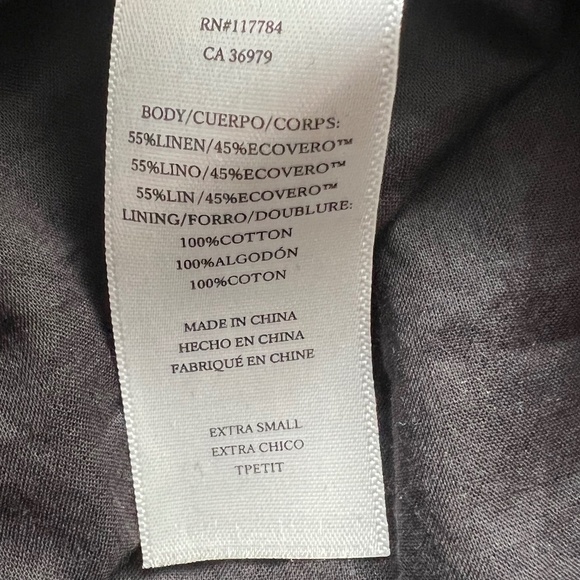 RN#117784
CA 36979
BODY/CUERPO/CORPS:
55%LINEN/45%ECOVERO™
55%LINO/45%ECOVERO™
55%LIN/45%ECOVERO™
LINING/FORRO/DOUBLURE:
100%COTTON
100%ALGODÓN
100%COTON
MADE IN CHINA
HECHO EN CHINA
FABRIQUÉ EN CHINE
EXTRA SMALL
EXTRA CHICO
TPETIT